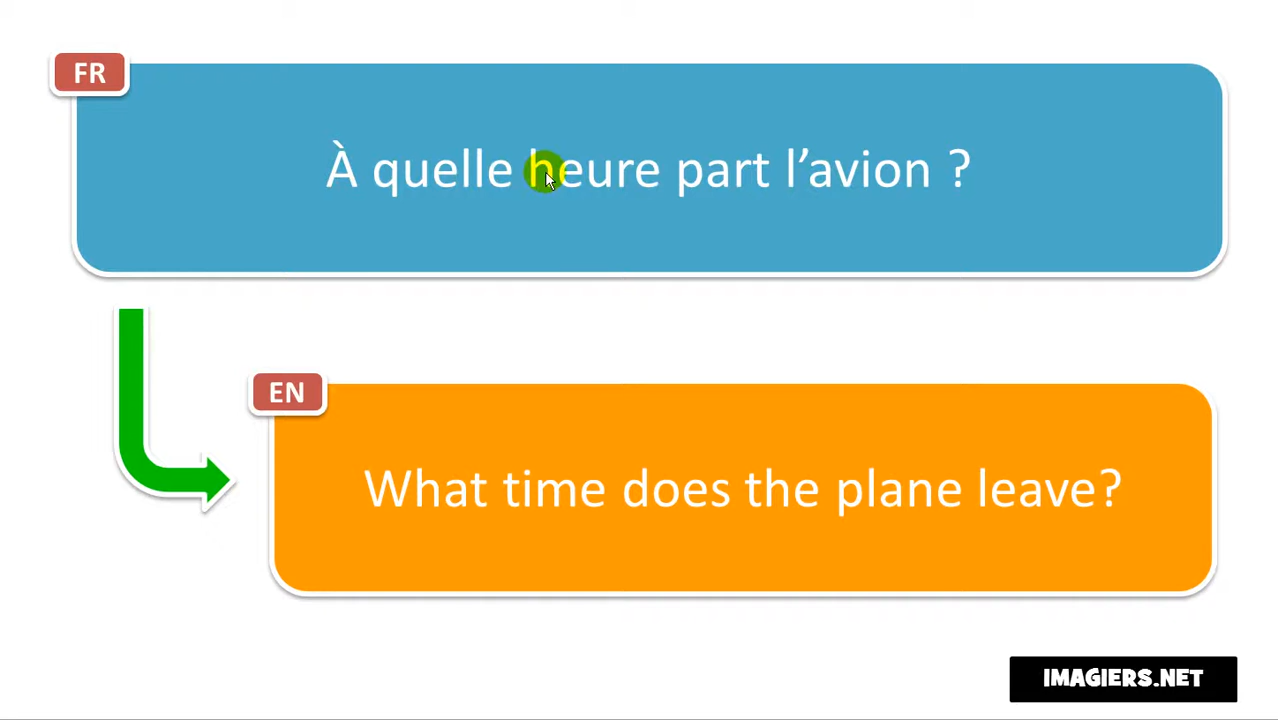 FR
À quelle heure part l’avion ?
EN
What time does the plane leave?
IMAGIERS.NET